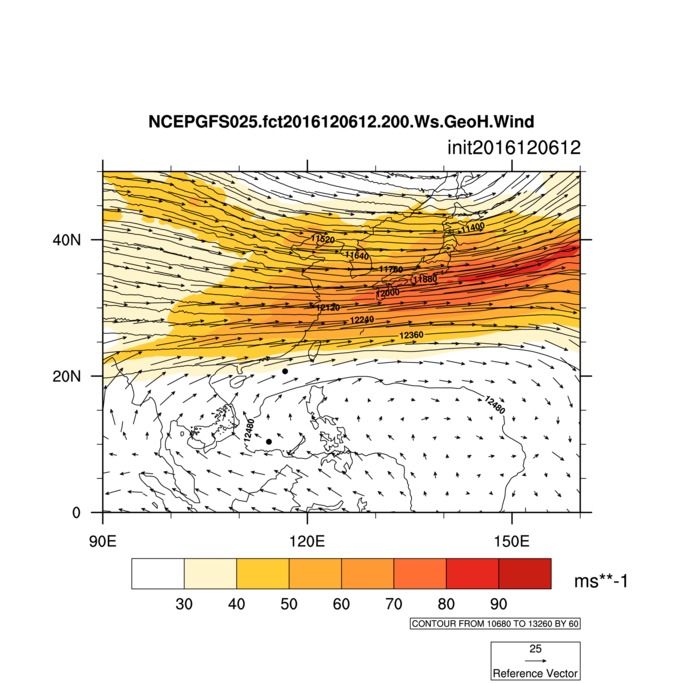 NCEPGFS025.fct2016120612.200.Ws.GeoH.Wind
init2016120612
40N
20N
0
11520
11640
11760
11880
12000
12120
12240
12360
11400
12480
12480
90E
120E
150E
30 40 50 60 70 80 90
ms**-1
CONTOUR FROM 10680 TO 13260 BY 60
25
Reference Vector